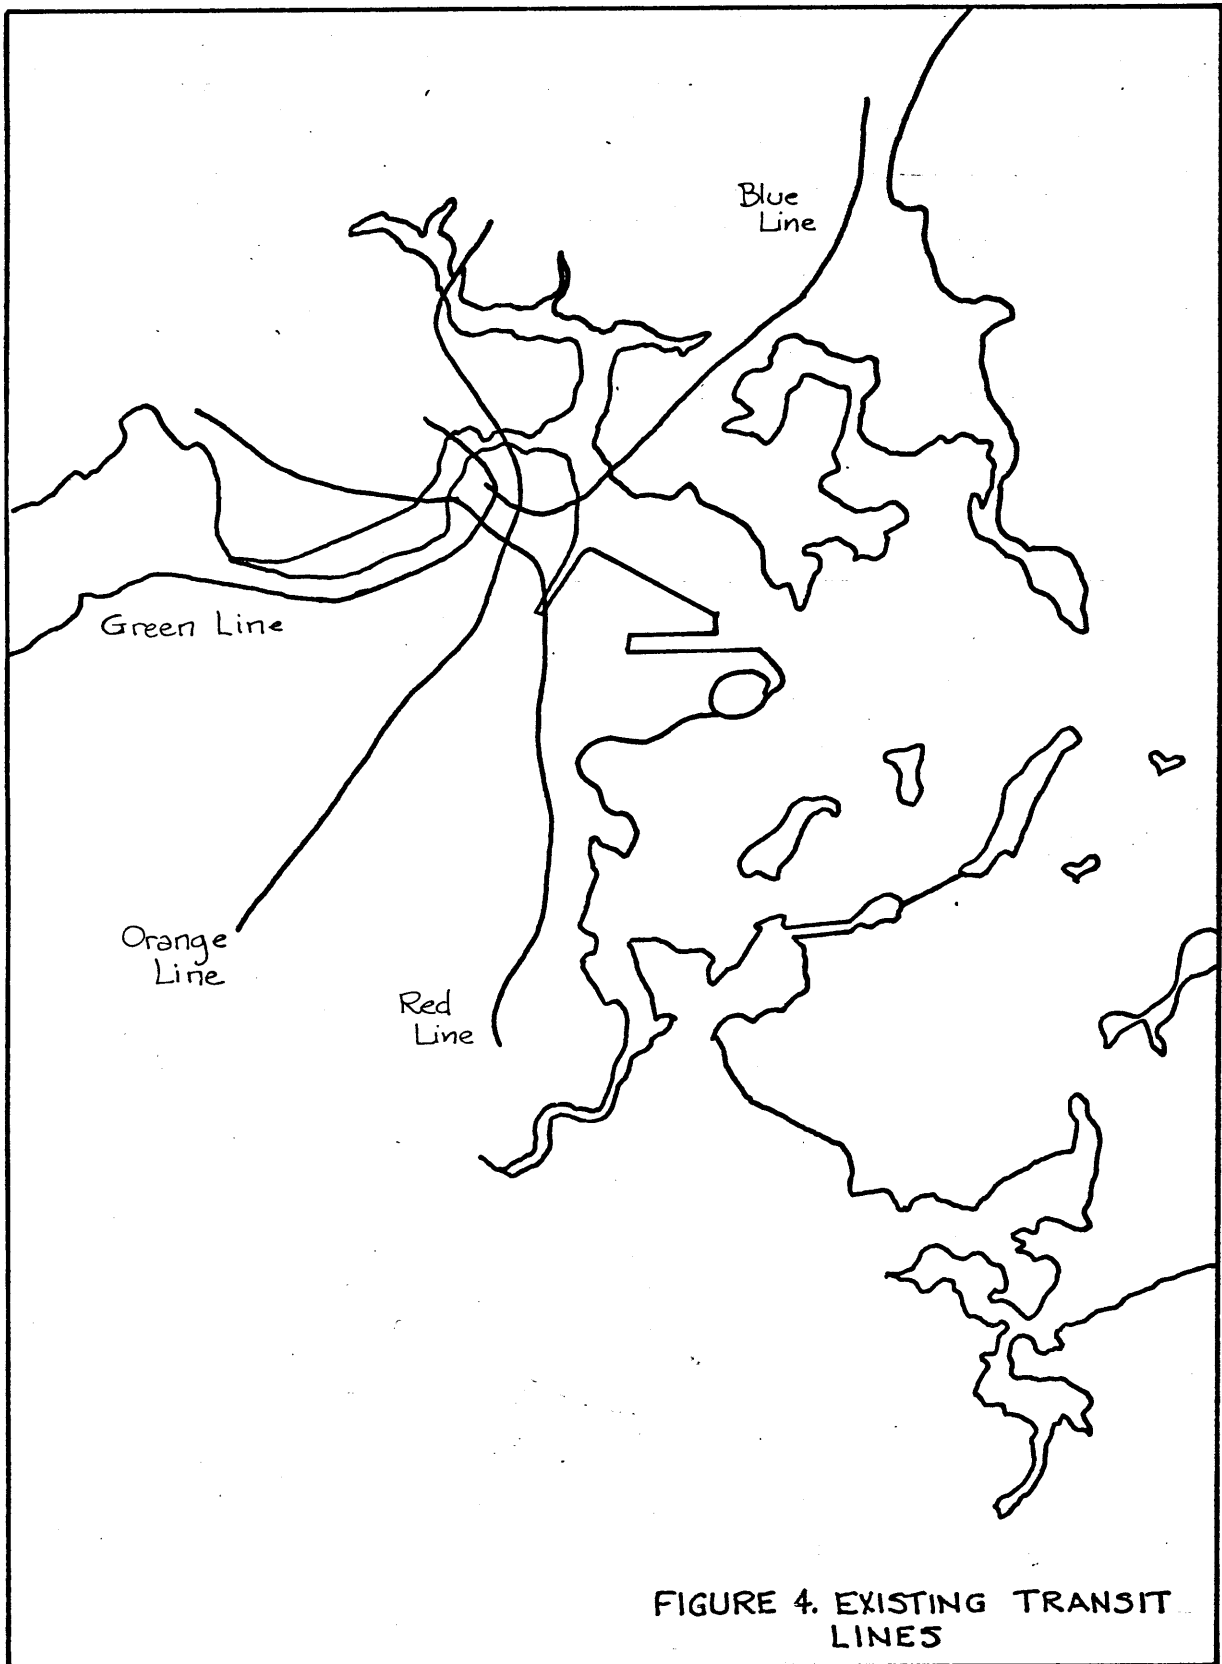 Blue
Line
Green Line
Orange
Line
Red
Line
FIGURE 4. EXISTING TRANSIT
LINES